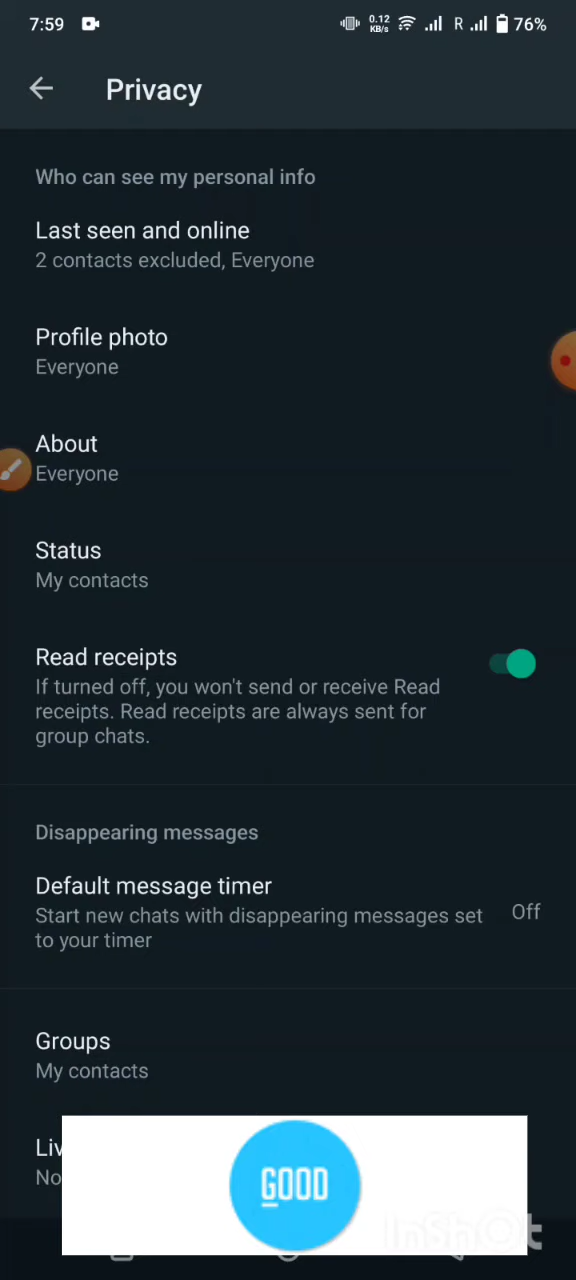 7:59
0.12
KB/s
R
76%
Privacy
Who can see my personal info
Last seen and online
2 contacts excluded, Everyone
Profile photo
Everyone
About
Everyone
Status
My contacts
Read receipts
If turned off, you won't send or receive Read
receipts. Read receipts are always sent for
group chats.
Disappearing messages
Default message timer
Start new chats with disappearing messages set
to your timer
Off
Groups
My contacts
GOOD
InShOt